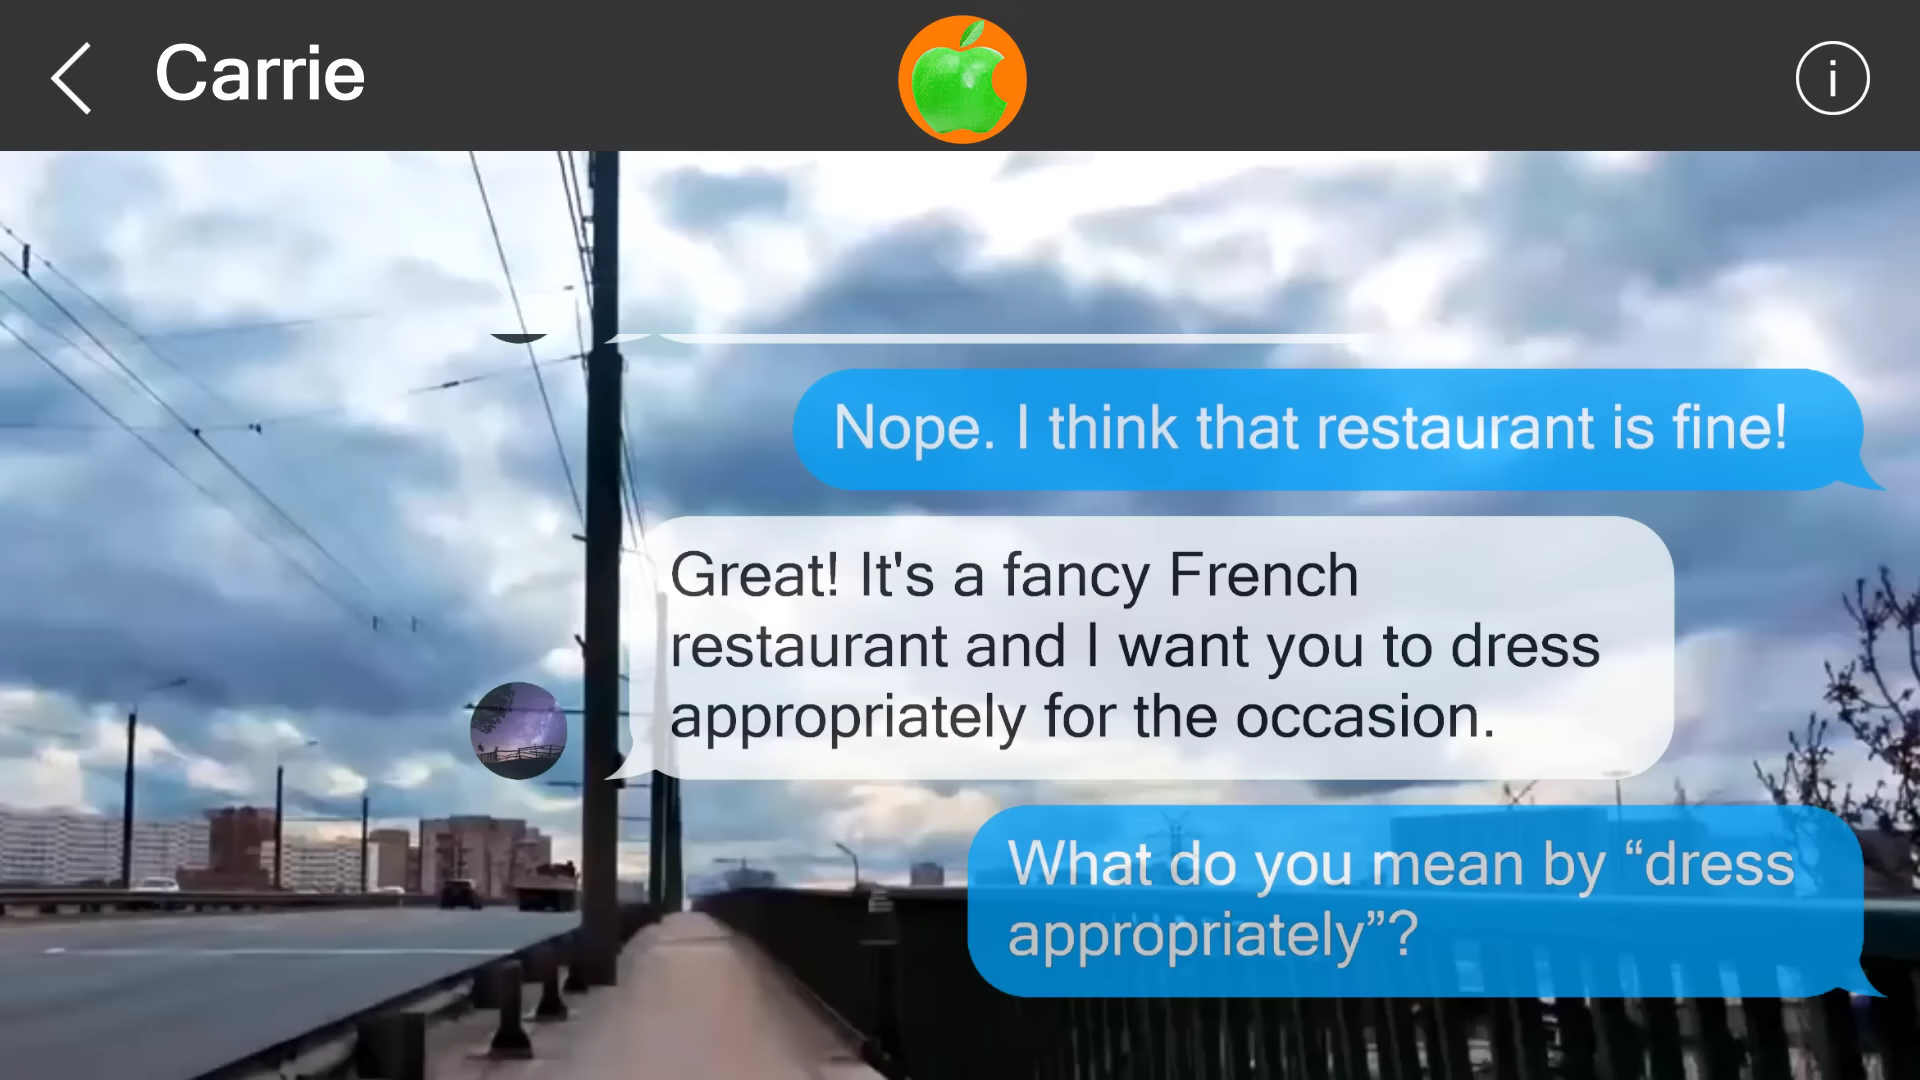 Carrie
i
Nope. I think that restaurant is fine!
Great! It's a fancy French
restaurant and I want you to dress
appropriately for the occasion.
What do you mean by “dress
appropriately”?